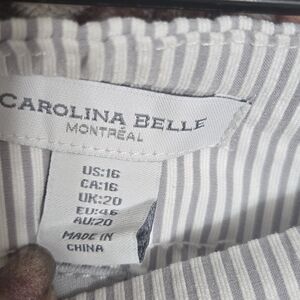 CAROLINA BELLE
MONTRÉAL
US:16
CA:16
UK:20
EU:46
AU:20
MADE IN
CHINA